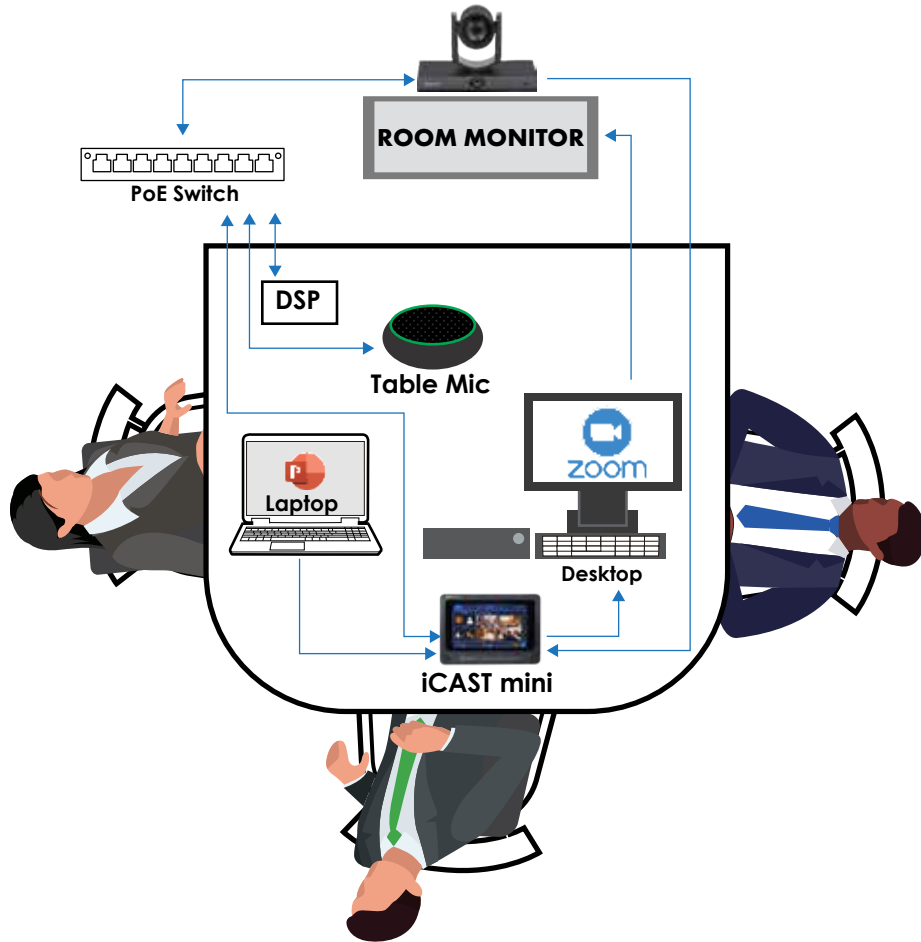 ROOM MONITOR
PoE Switch
DSP
Table Mic
P
Laptop
zoom
Desktop
iCAST mini